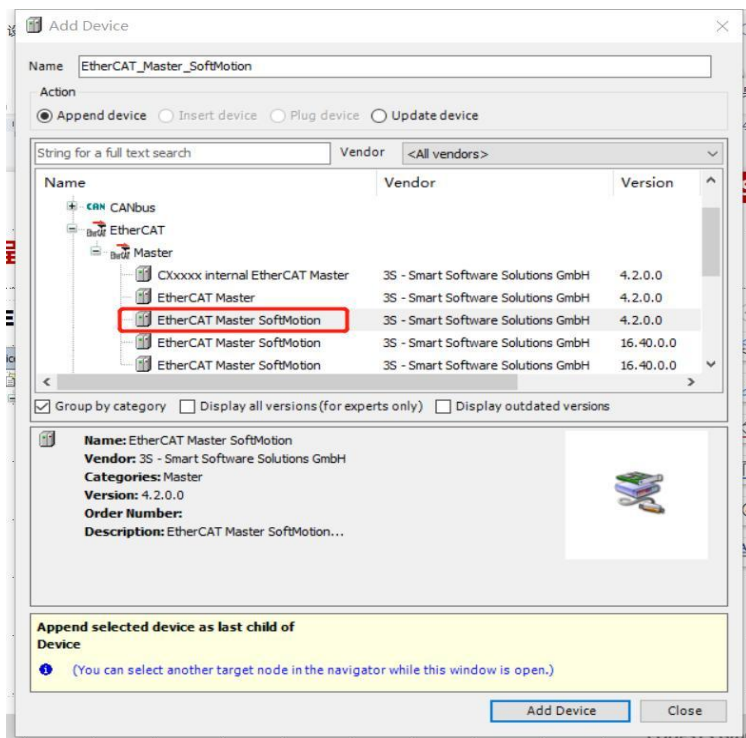 Add Device
Name EtherCAT_Master_SoftMotion
Action
Append device Insert device Plug device Update device
String for a full text search Vendor <All vendors>
Name Vendor Version
CAN CANbus
EtherCAT
Master
CXxxxx internal EtherCAT Master 3S - Smart Software Solutions GmbH 4.2.0.0
EtherCAT Master 3S - Smart Software Solutions GmbH 4.2.0.0
EtherCAT Master SoftMotion 3S - Smart Software Solutions GmbH 4.2.0.0
EtherCAT Master SoftMotion 3S - Smart Software Solutions GmbH 16.40.0.0
EtherCAT Master SoftMotion 3S - Smart Software Solutions GmbH 16.40.0.0
Group by category Display all versions (for experts only) Display outdated versions
Name: EtherCAT Master SoftMotion
Vendor: 3S - Smart Software Solutions GmbH
Categories: Master
Version: 4.2.0.0
Order Number:
Description: EtherCAT Master SoftMotion...
Append selected device as last child of
Device
(You can select another target node in the navigator while this window is open.)
Add Device Close